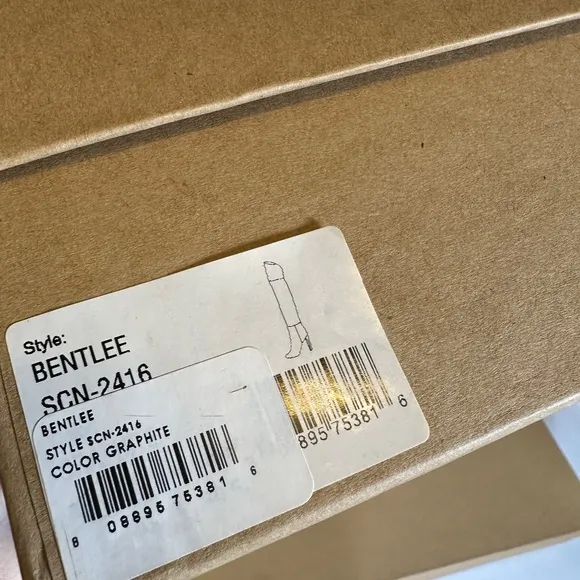 Style:
BENTLEE
SCN-2416
895 75381 6
BENTLEE
STYLE SCN-2416
COLOR GRAPHITE
8 08895 75381 6